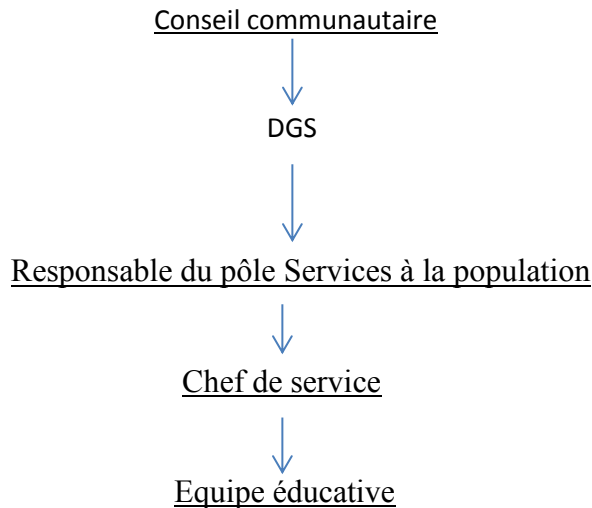 Conseil communautaire
DGS
Responsable du pôle Services à la population
Chef de service
Equipe éducative